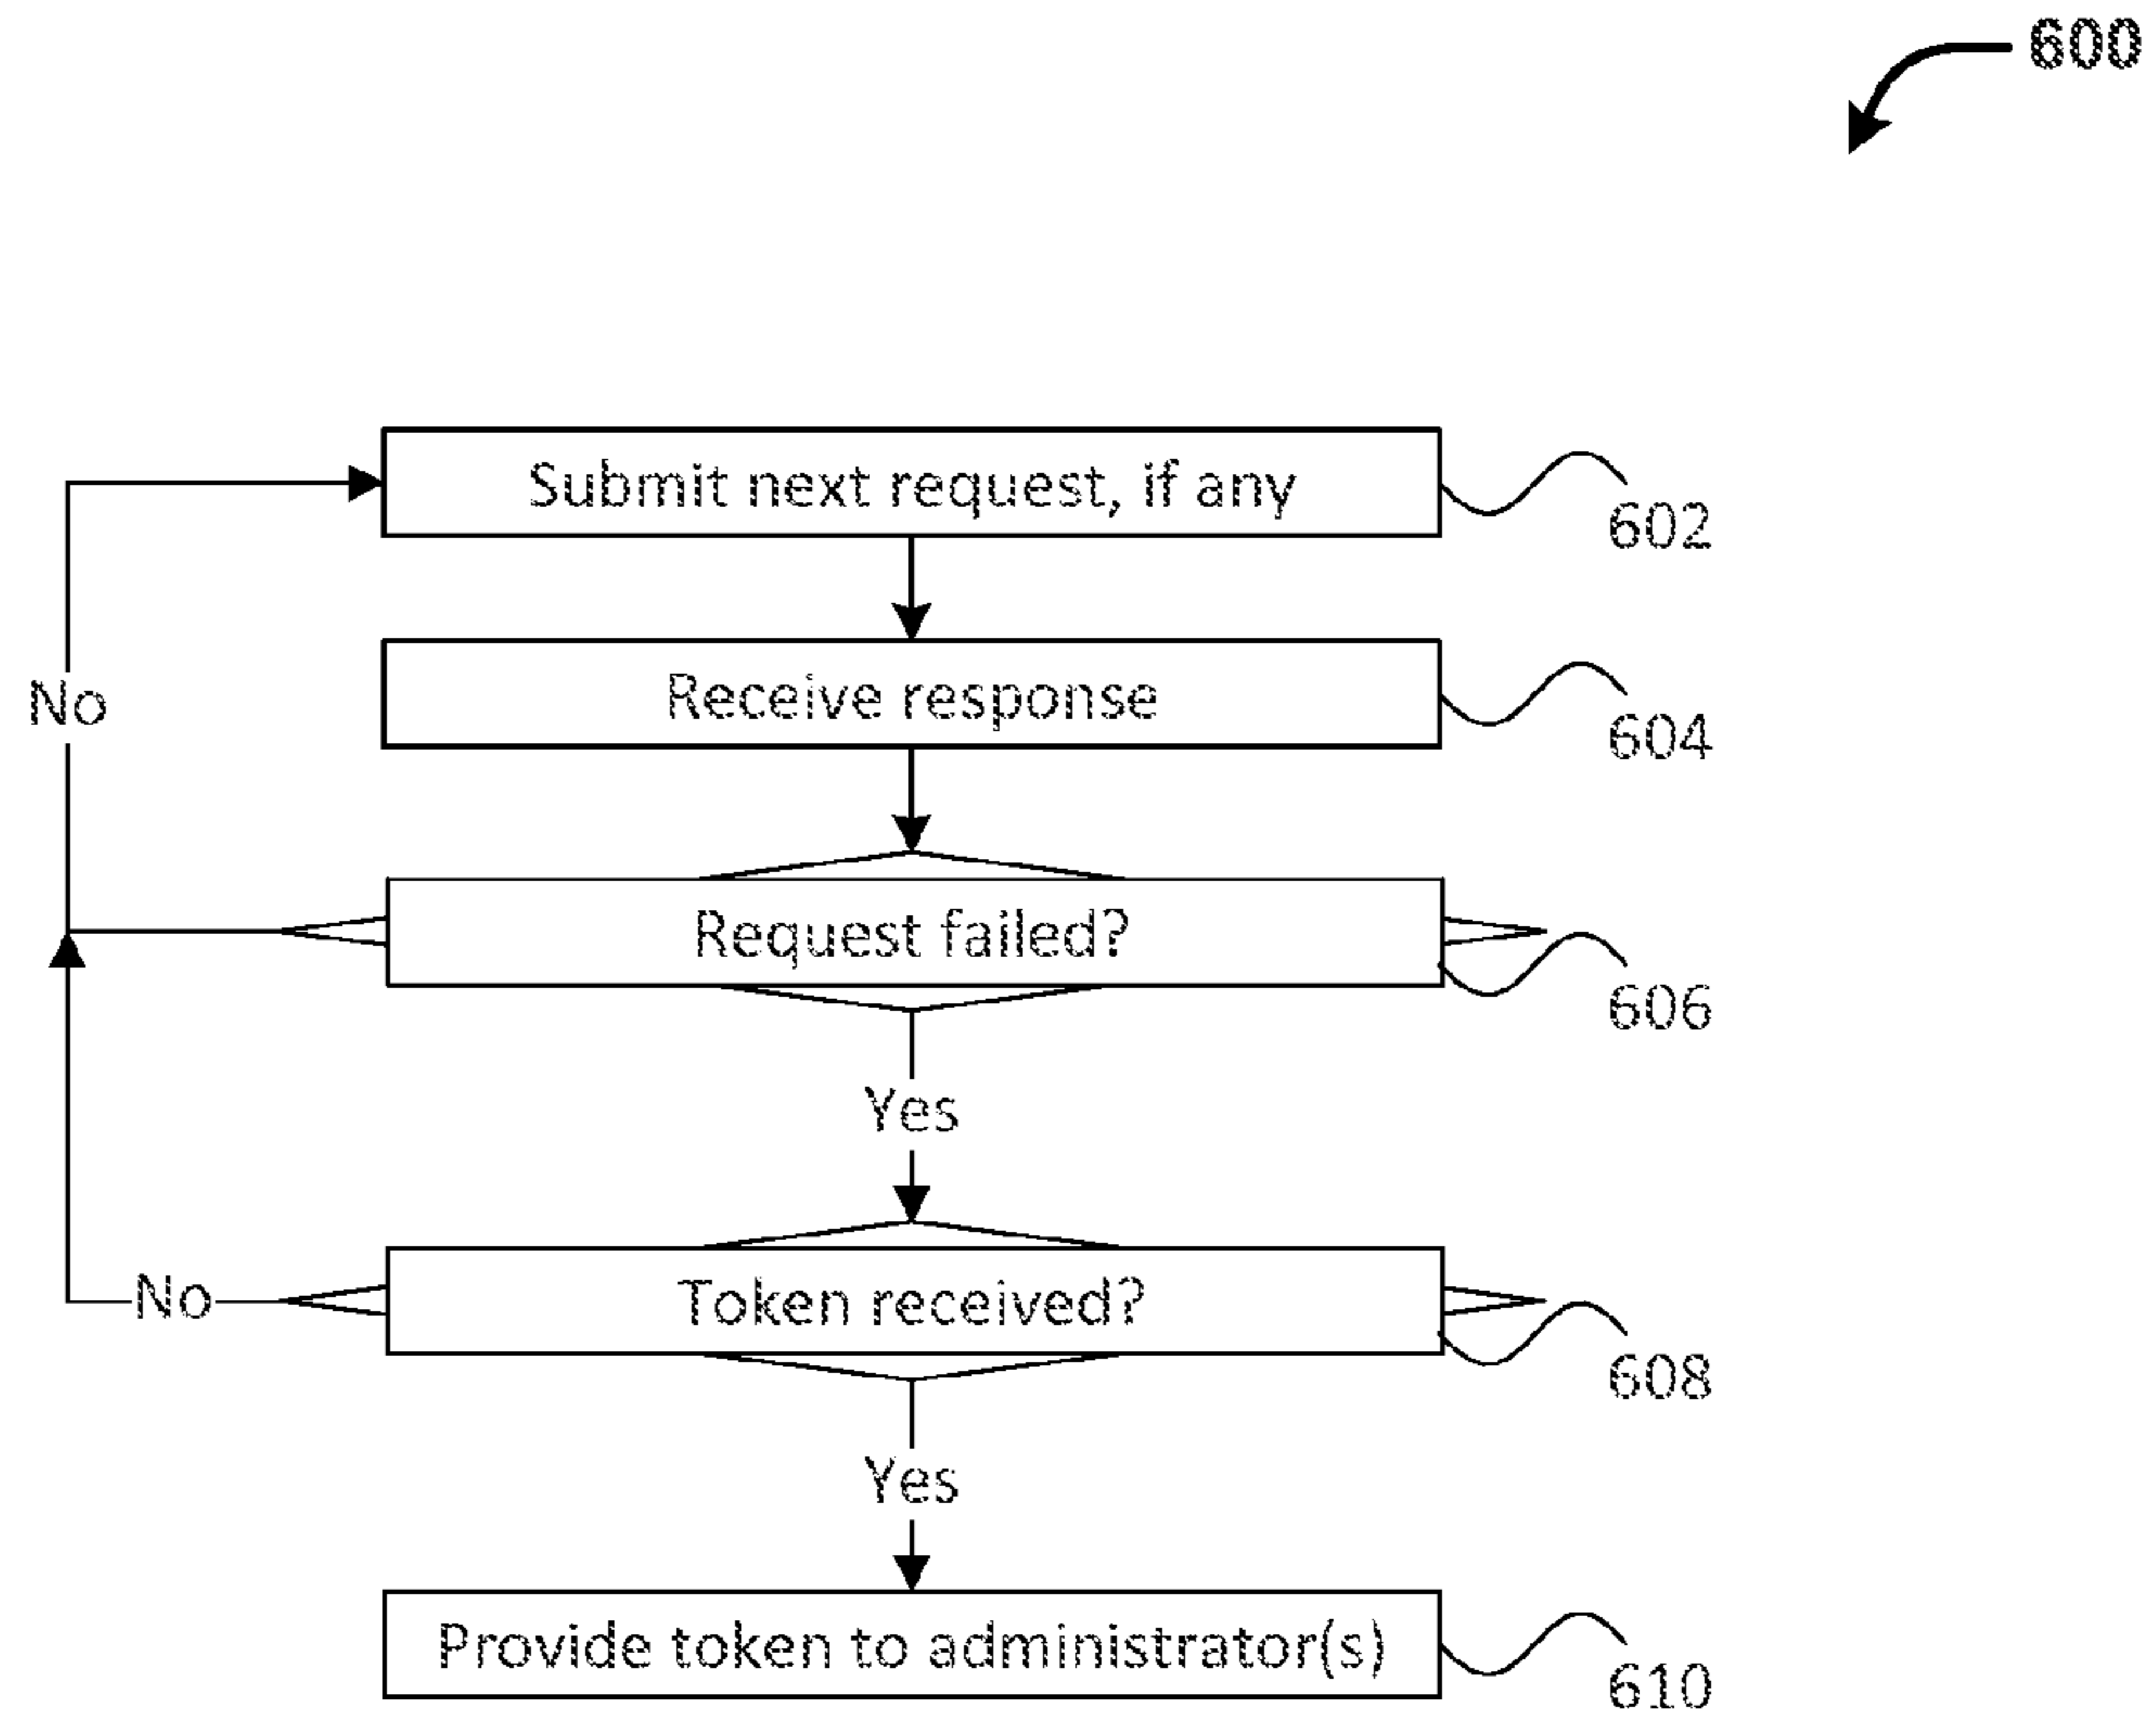 600
Submit next request, if any
602
No
Receive response
604
Request failed?
606
Yes
No
Token received?
608
Yes
Provide token to administrator(s)
610